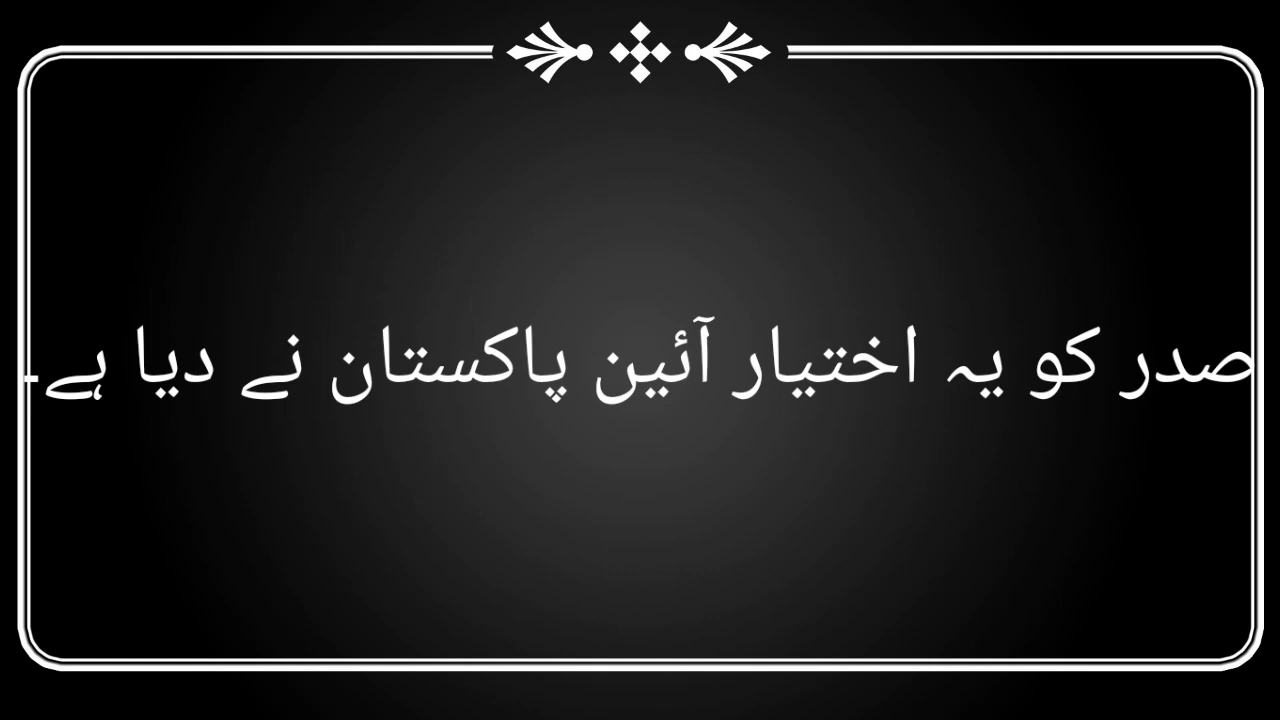 صدر کو یہ اختیار آئین پاکستان نے دیا ہے۔